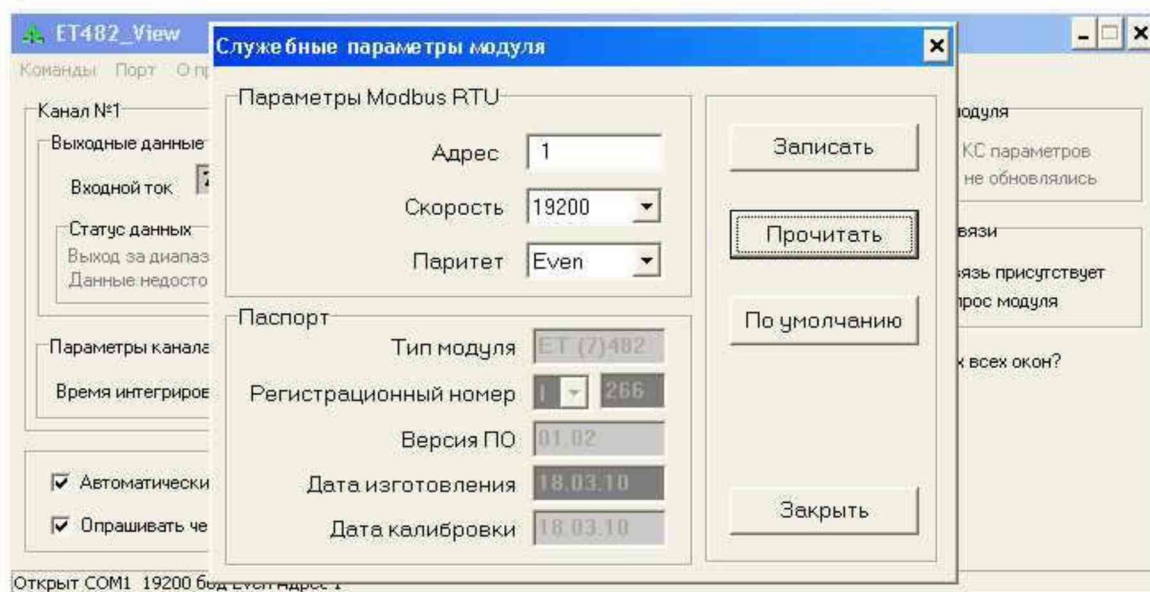 ET482_View
Команды Порт О пр
Канал №1
Выходные данные
Входной ток 7
Статус данных
Выход за диапаз
Данные недосто
Параметры канала
Время интегриров
Автоматически
Опрашивать че
Открыт COM1 19200 бод Even Адрес 1
Служебные параметры модуля
Параметры Modbus RTU
Адрес 1
Скорость 19200
Паритет Even
Паспорт
Тип модуля ET (7)482
Регистрационный номер I 266
Версия ПО 01.02
Дата изготовления 18.03.10
Дата калибровки 18.03.10
Записать
Прочитать
По умолчанию
Закрыть
одуля
КС параметров
не обновлялись
вязи
язь присутствует
прос модуля
х всех окон?